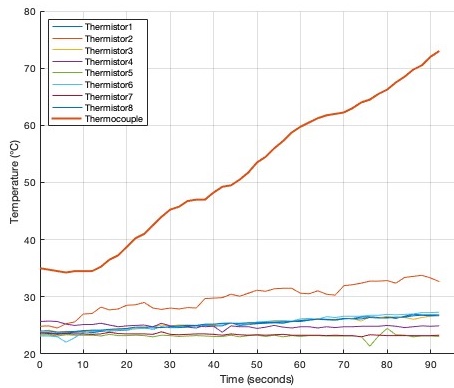 80
70
60
50
40
30
20
Temperature (°C)
Thermistor1
Thermistor2
Thermistor3
Thermistor4
Thermistor5
Thermistor6
Thermistor7
Thermistor8
Thermocouple
0 10 20 30 40 50 60 70 80 90
Time (seconds)